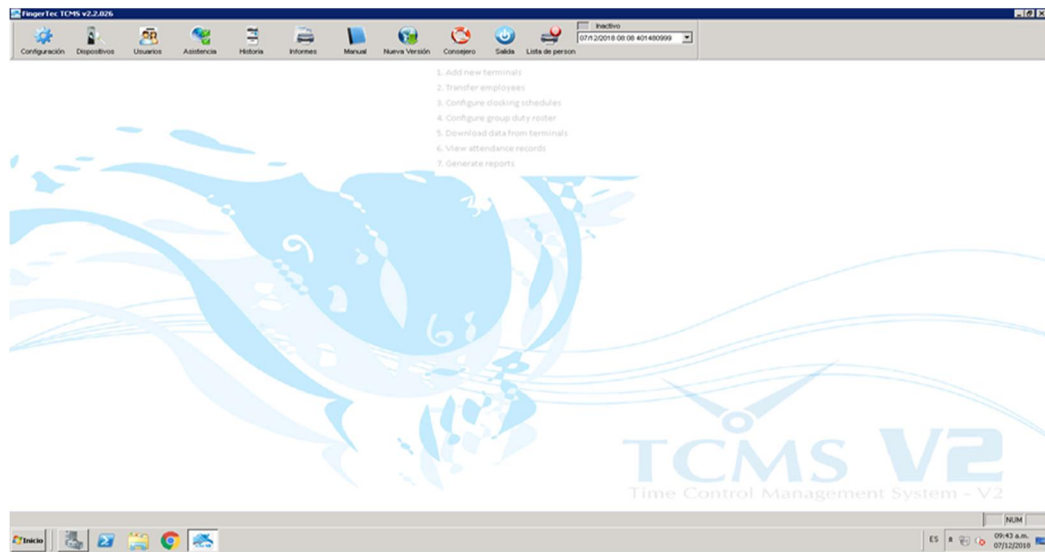 FingerTec TCMS v2.2.026
Configuración Dispositivos Usuarios Asistencia Historia Informes Manual Nueva Versión Consejero Salida Lista de person
Inactivo
07/12/2018 08:08 401480999
1. Add new terminals
2. Transfer employees
3. Configure clocking schedules
4. Configure group duty roster
5. Download data from terminals
6. View attendance records
7. Generate reports
TCMS V2
Time Control Management System - V2
NUM
Inicio
ES
09:43 a.m.
07/12/2018